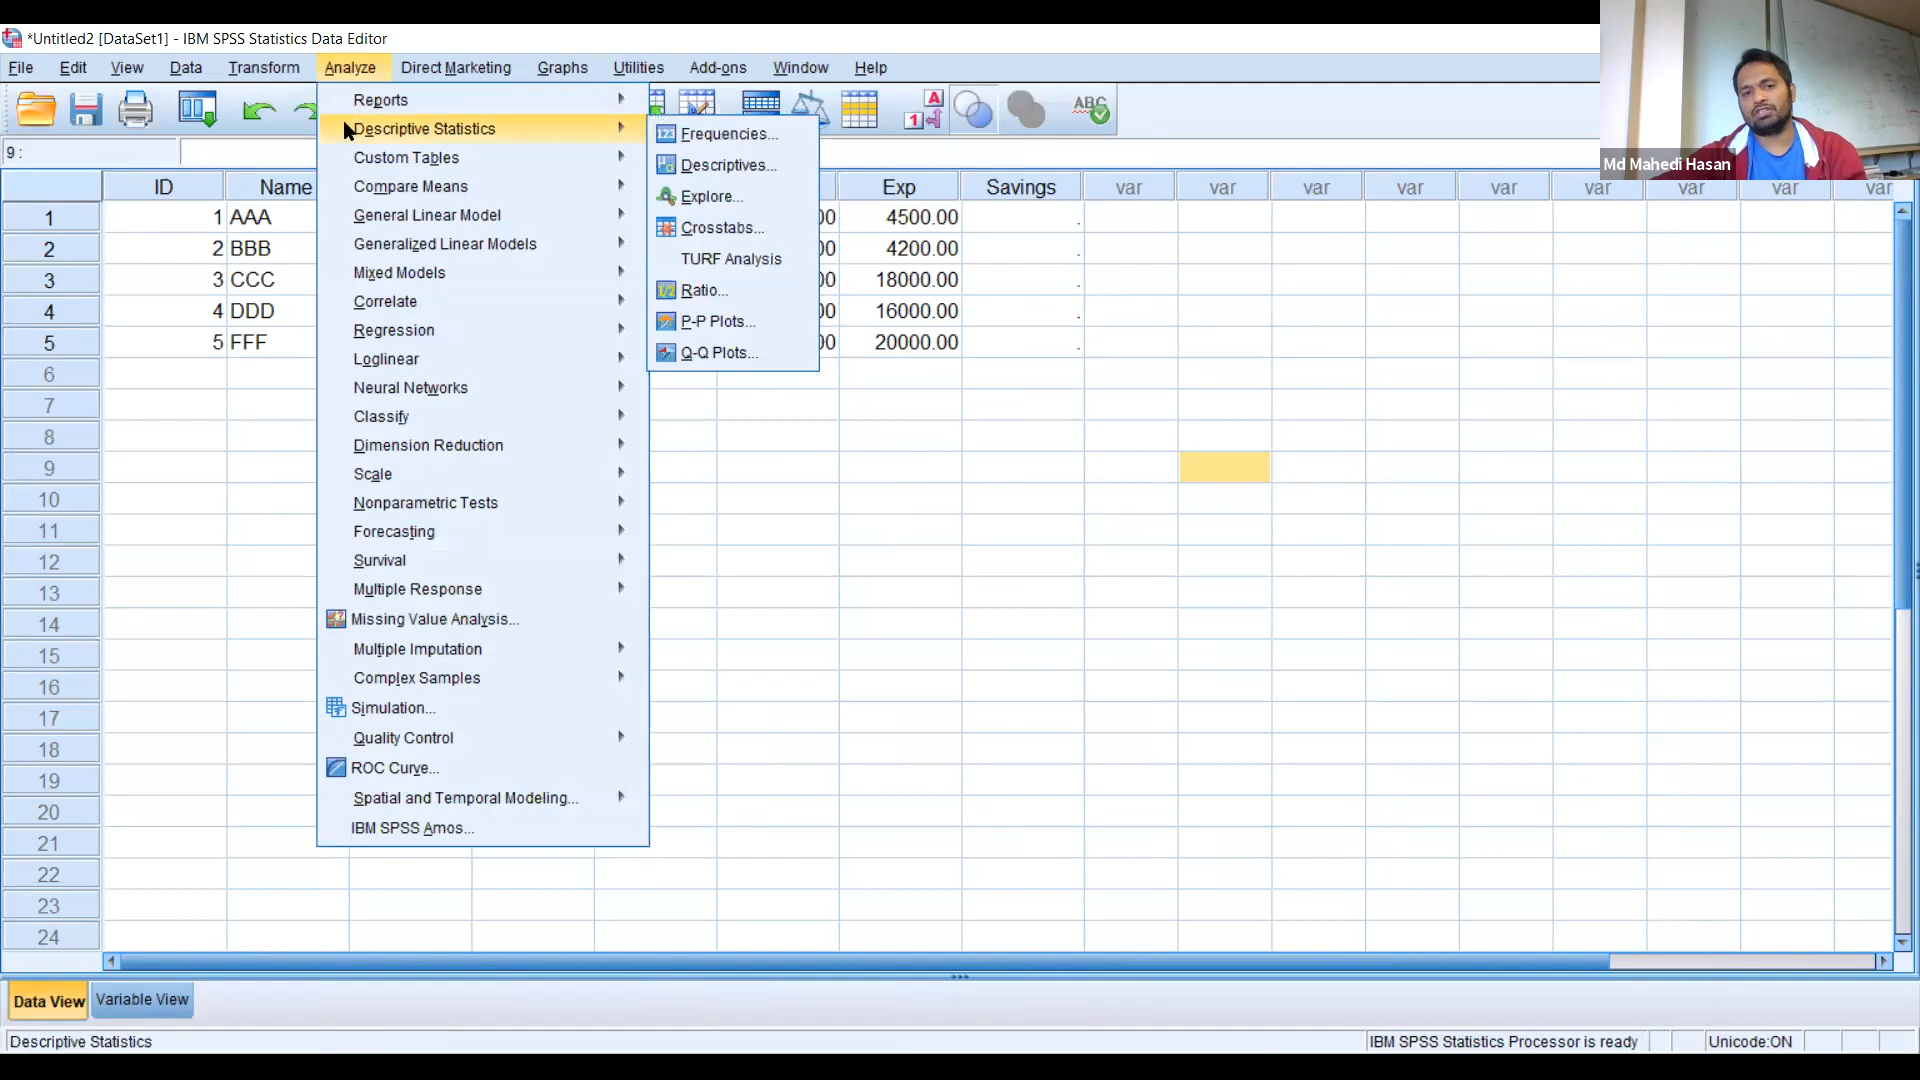 *Untitled2 [DataSet1] - IBM SPSS Statistics Data Editor
File Edit View Data Transform Analyze Direct Marketing Graphs Utilities Add-ons Window Help
Md Mahedi Hasan
9 :
Reports
Descriptive Statistics
Custom Tables
Compare Means
General Linear Model
Generalized Linear Models
Mixed Models
Correlate
Regression
Loglinear
Neural Networks
Classify
Dimension Reduction
Scale
Nonparametric Tests
Forecasting
Survival
Multiple Response
Missing Value Analysis...
Multiple Imputation
Complex Samples
Simulation...
Quality Control
ROC Curve...
Spatial and Temporal Modeling...
IBM SPSS Amos...
Frequencies...
Descriptives...
Explore...
Crosstabs...
TURF Analysis
Ratio...
P-P Plots...
Q-Q Plots...
ID Name Exp Savings var var var var var var var var var
1 1 AAA 00 4500.00 .
2 2 BBB 00 4200.00 .
3 3 CCC 00 18000.00 .
4 4 DDD 00 16000.00 .
5 5 FFF 00 20000.00 .
6
7
8
9
10
11
12
13
14
15
16
17
18
19
20
21
22
23
24
Data View Variable View
Descriptive Statistics IBM SPSS Statistics Processor is ready Unicode:ON